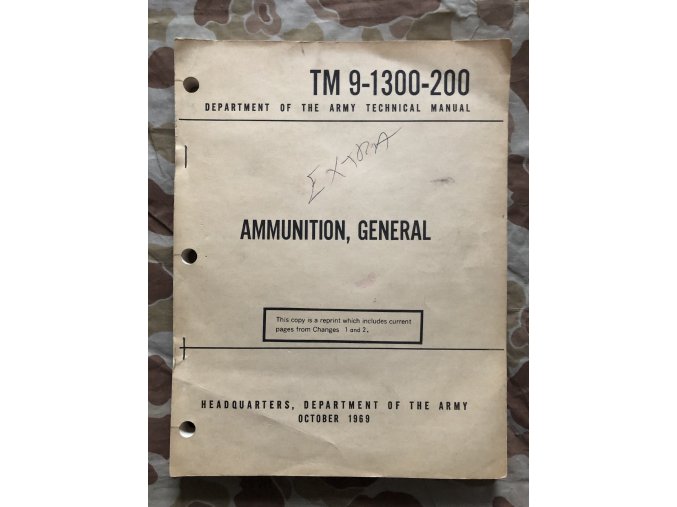 TM 9-1300-200
DEPARTMENT OF THE ARMY TECHNICAL MANUAL
EXTRA
AMMUNITION, GENERAL
This copy is a reprint which includes current
pages from Changes 1 and 2.
HEADQUARTERS, DEPARTMENT OF THE ARMY
OCTOBER 1969